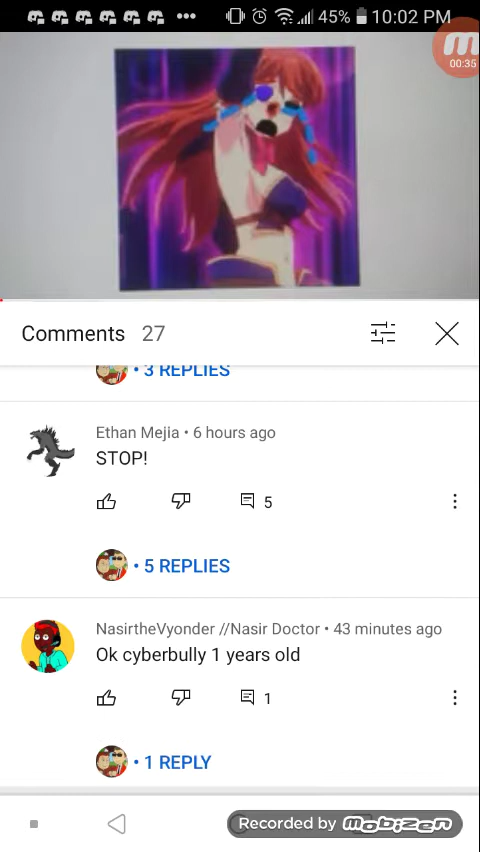 45% 10:02 PM
00:35
Comments 27
• 3 REPLIES
Ethan Mejia • 6 hours ago
STOP!
5
• 5 REPLIES
NasirtheVyonder //Nasir Doctor • 43 minutes ago
Ok cyberbully 1 years old
1
• 1 REPLY
Recorded by mobizen